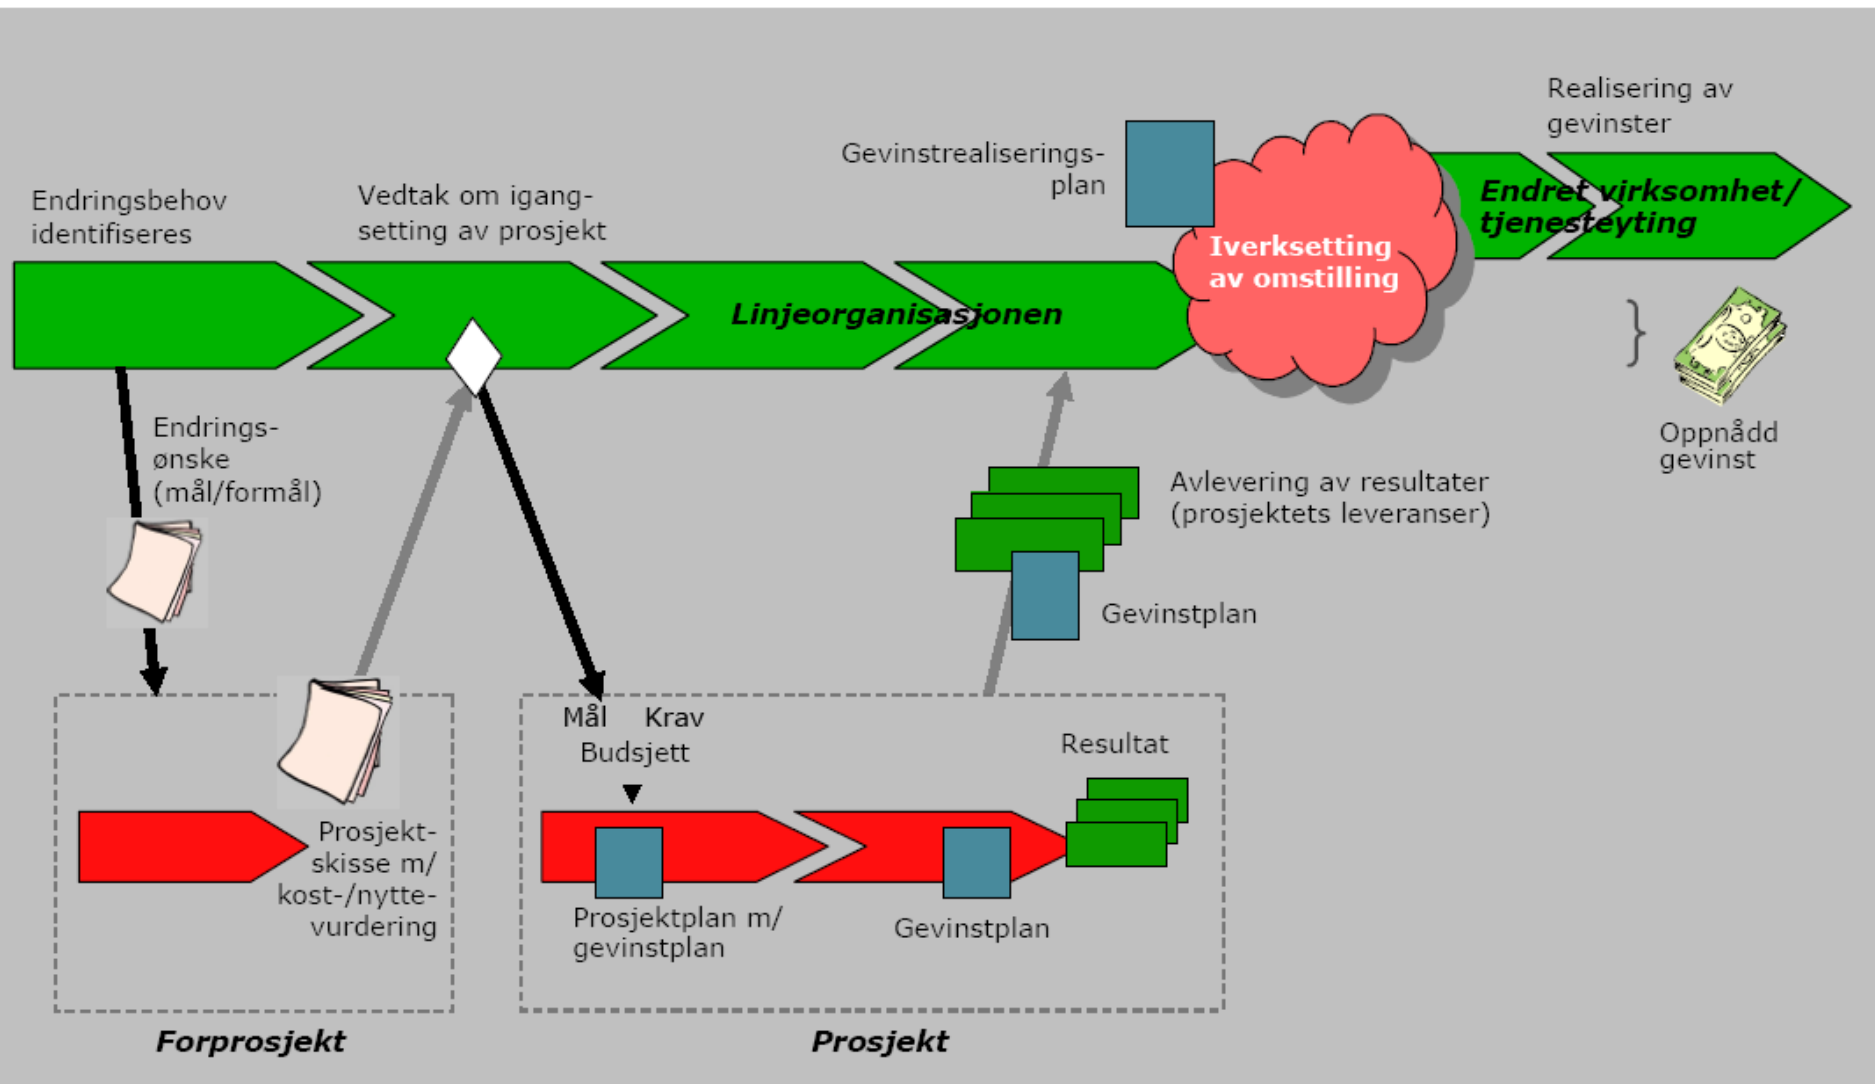 Realisering av
gevinster
Gevinstrealiserings-
plan
Endringsbehov
identifiseres
Vedtak om igang-
setting av prosjekt
Endret virksomhet/
tjenesteyting
Iverksetting
av omstilling
Linjeorganisasjonen
Endrings-
ønske
(mål/formål)
Oppnådd
gevinst
Avlevering av resultater
(prosjektets leveranser)
Gevinstplan
Mål Krav
Budsjett
Resultat
Prosjekt-
skisse m/
kost-/nytte-
vurdering
Prosjektplan m/
gevinstplan
Gevinstplan
Forprosjekt
Prosjekt